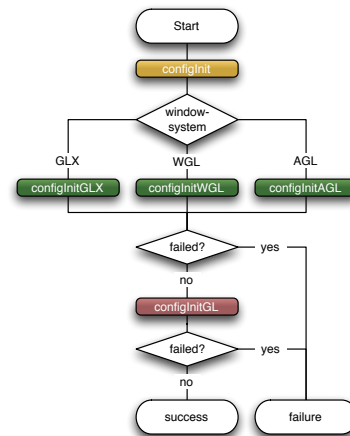 Start
configInit
window-
system
GLX
WGL
AGL
configInitGLX
configInitWGL
configInitAGL
failed?
yes
no
configInitGL
failed?
yes
no
success
failure